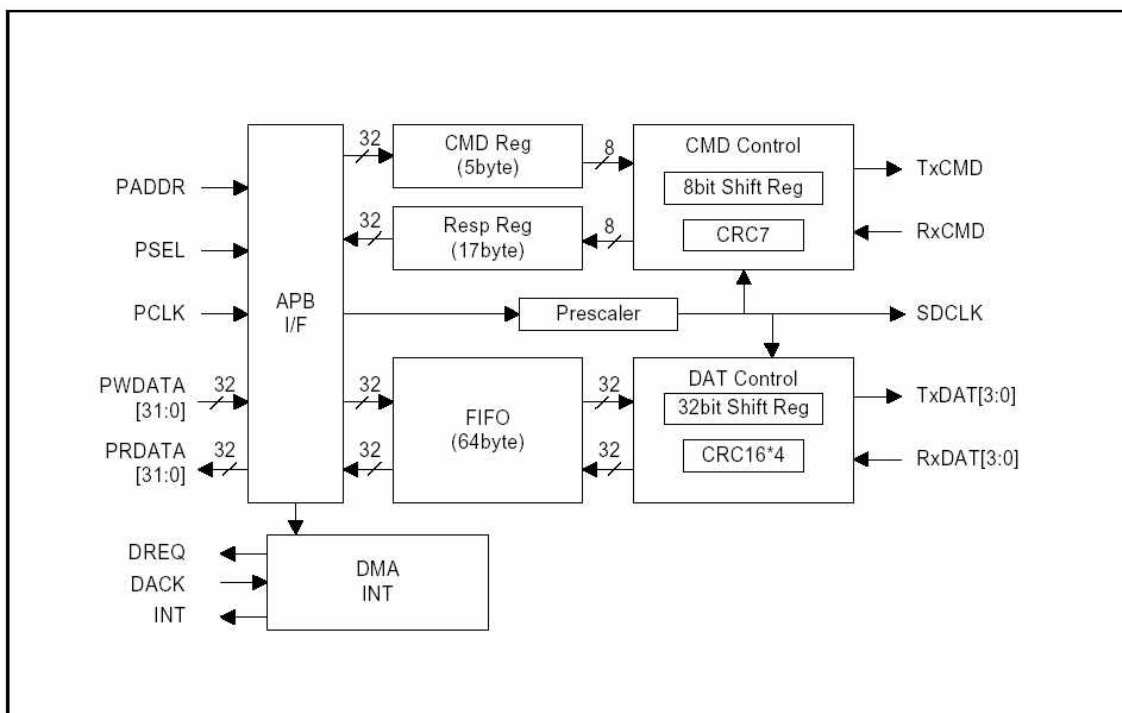 PADDR
PSEL
PCLK
PWDATA
[31:0]
32
PRDATA
[31:0]
32
APB
I/F
32
CMD Reg
(5byte)
8
32
Resp Reg
(17byte)
8
CMD Control
8bit Shift Reg
CRC7
TxCMD
RxCMD
Prescaler
SDCLK
32
32
FIFO
(64byte)
32
32
DAT Control
32bit Shift Reg
CRC16*4
TxDAT[3:0]
RxDAT[3:0]
DREQ
DACK
INT
DMA
INT